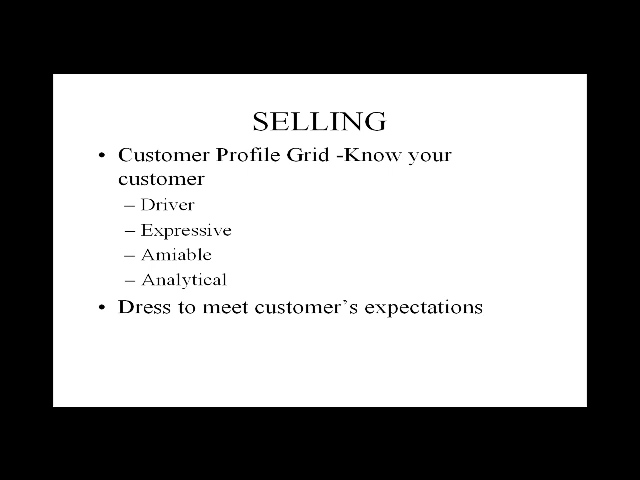 SELLING
• Customer Profile Grid -Know your
customer
– Driver
– Expressive
– Amiable
– Analytical
• Dress to meet customer's expectations